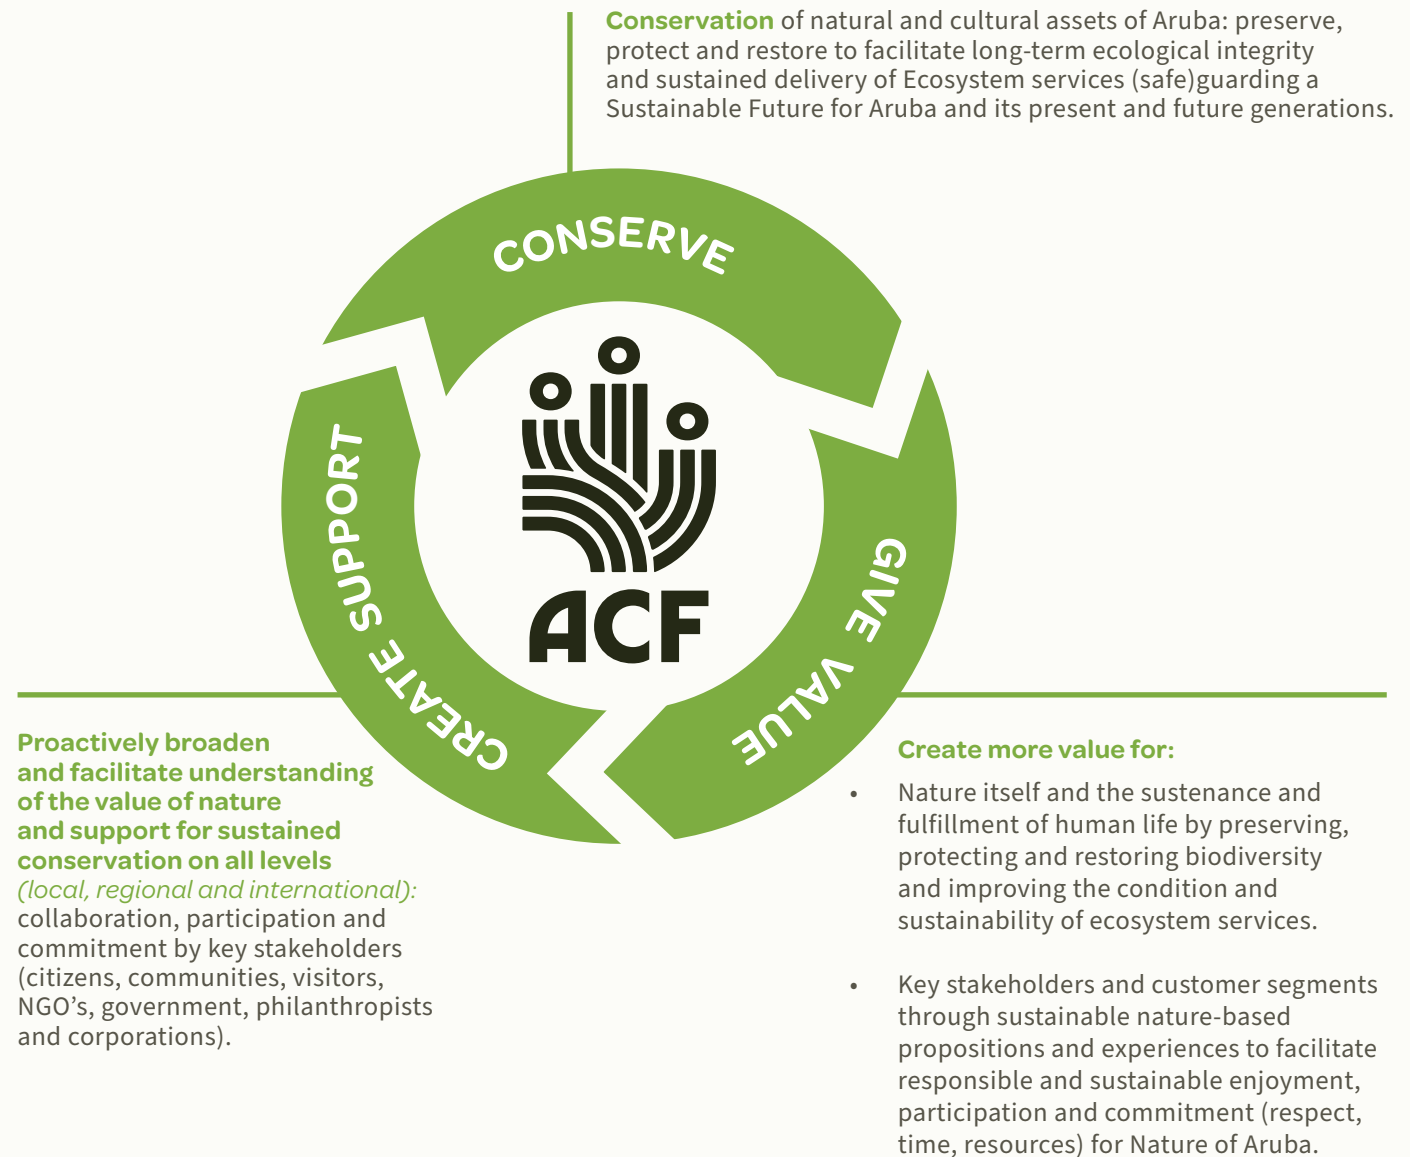 Conservation of natural and cultural assets of Aruba: preserve,
protect and restore to facilitate long-term ecological integrity
and sustained delivery of Ecosystem services (safe)guarding a
Sustainable Future for Aruba and its present and future generations.
CONSERVE
GIVE VALUE
CREATE SUPPORT
ACF
Proactively broaden
and facilitate understanding
of the value of nature
and support for sustained
conservation on all levels
(local, regional and international):
collaboration, participation and
commitment by key stakeholders
(citizens, communities, visitors,
NGO’s, government, philanthropists
and corporations).
Create more value for:
• Nature itself and the sustenance and
fulfillment of human life by preserving,
protecting and restoring biodiversity
and improving the condition and
sustainability of ecosystem services.
• Key stakeholders and customer segments
through sustainable nature-based
propositions and experiences to facilitate
responsible and sustainable enjoyment,
participation and commitment (respect,
time, resources) for Nature of Aruba.